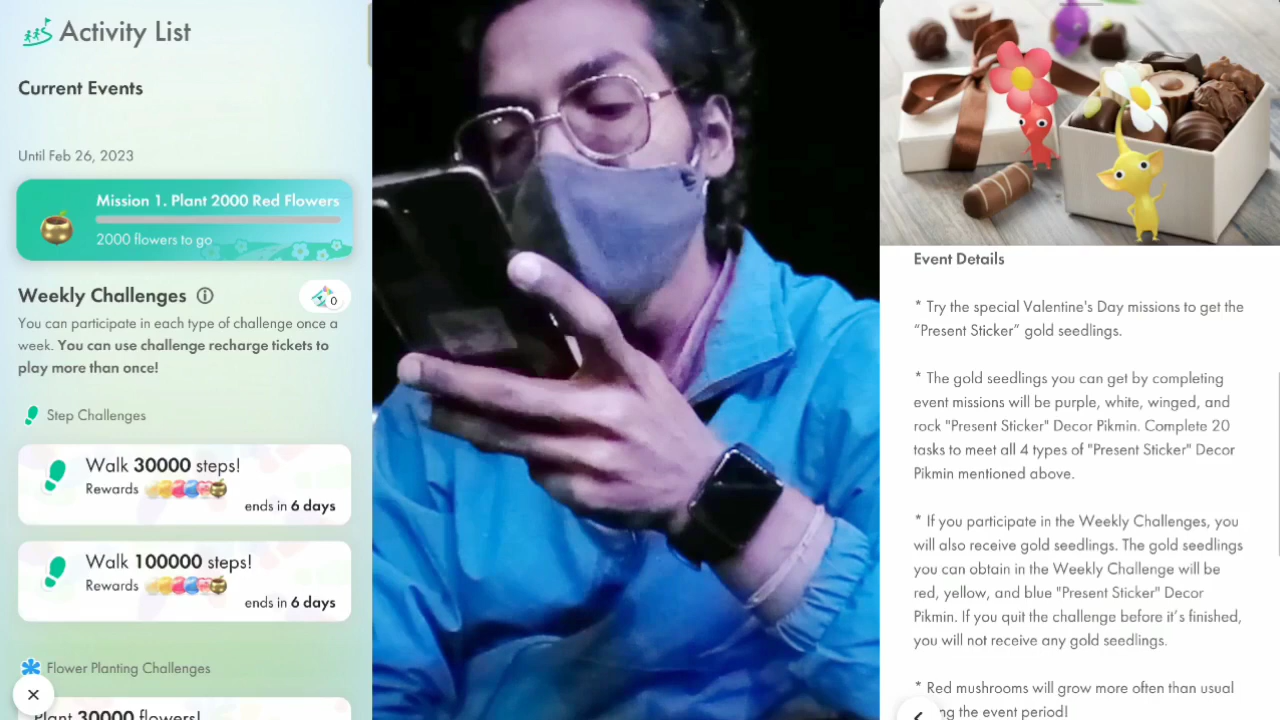 Activity List
Current Events
Until Feb 26, 2023
Mission 1. Plant 2000 Red Flowers
2000 flowers to go
Weekly Challenges
0
You can participate in each type of challenge once a
week. You can use challenge recharge tickets to
play more than once!
Step Challenges
Walk 30000 steps!
Rewards
ends in 6 days
Walk 100000 steps!
Rewards
ends in 6 days
Flower Planting Challenges
Plant 30000 flowers!
Event Details
* Try the special Valentine's Day missions to get the
“Present Sticker” gold seedlings.
* The gold seedlings you can get by completing
event missions will be purple, white, winged, and
rock "Present Sticker" Decor Pikmin. Complete 20
tasks to meet all 4 types of "Present Sticker" Decor
Pikmin mentioned above.
* If you participate in the Weekly Challenges, you
will also receive gold seedlings. The gold seedlings
you can obtain in the Weekly Challenge will be
red, yellow, and blue "Present Sticker" Decor
Pikmin. If you quit the challenge before it’s finished,
you will not receive any gold seedlings.
* Red mushrooms will grow more often than usual
ng the event period!